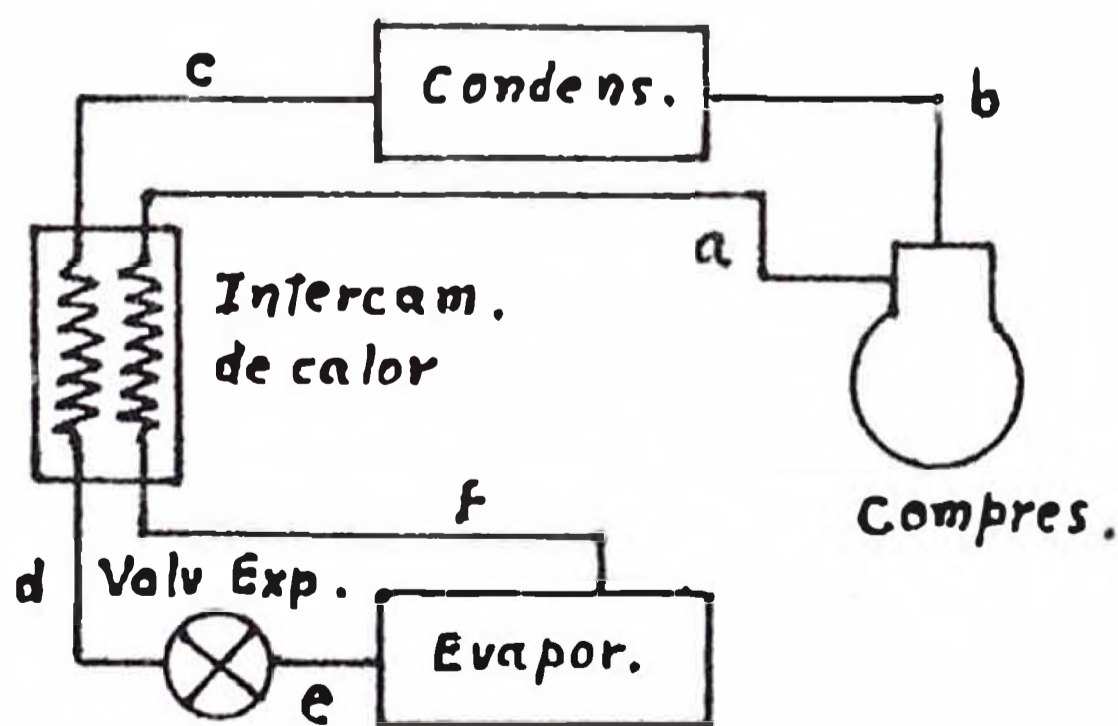 c
Condens.
b
a
Intercam.
de calor
f
Compres.
d
Valv Exp.
Evapor.
e